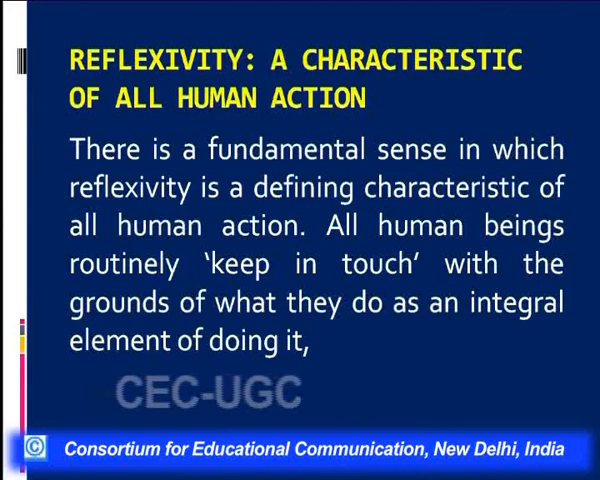 REFLEXIVITY: A CHARACTERISTIC
OF ALL HUMAN ACTION
There is a fundamental sense in which
reflexivity is a defining characteristic of
all human action. All human beings
routinely ‘keep in touch’ with the
grounds of what they do as an integral
element of doing it,
CEC-UGC
© Consortium for Educational Communication, New Delhi, India